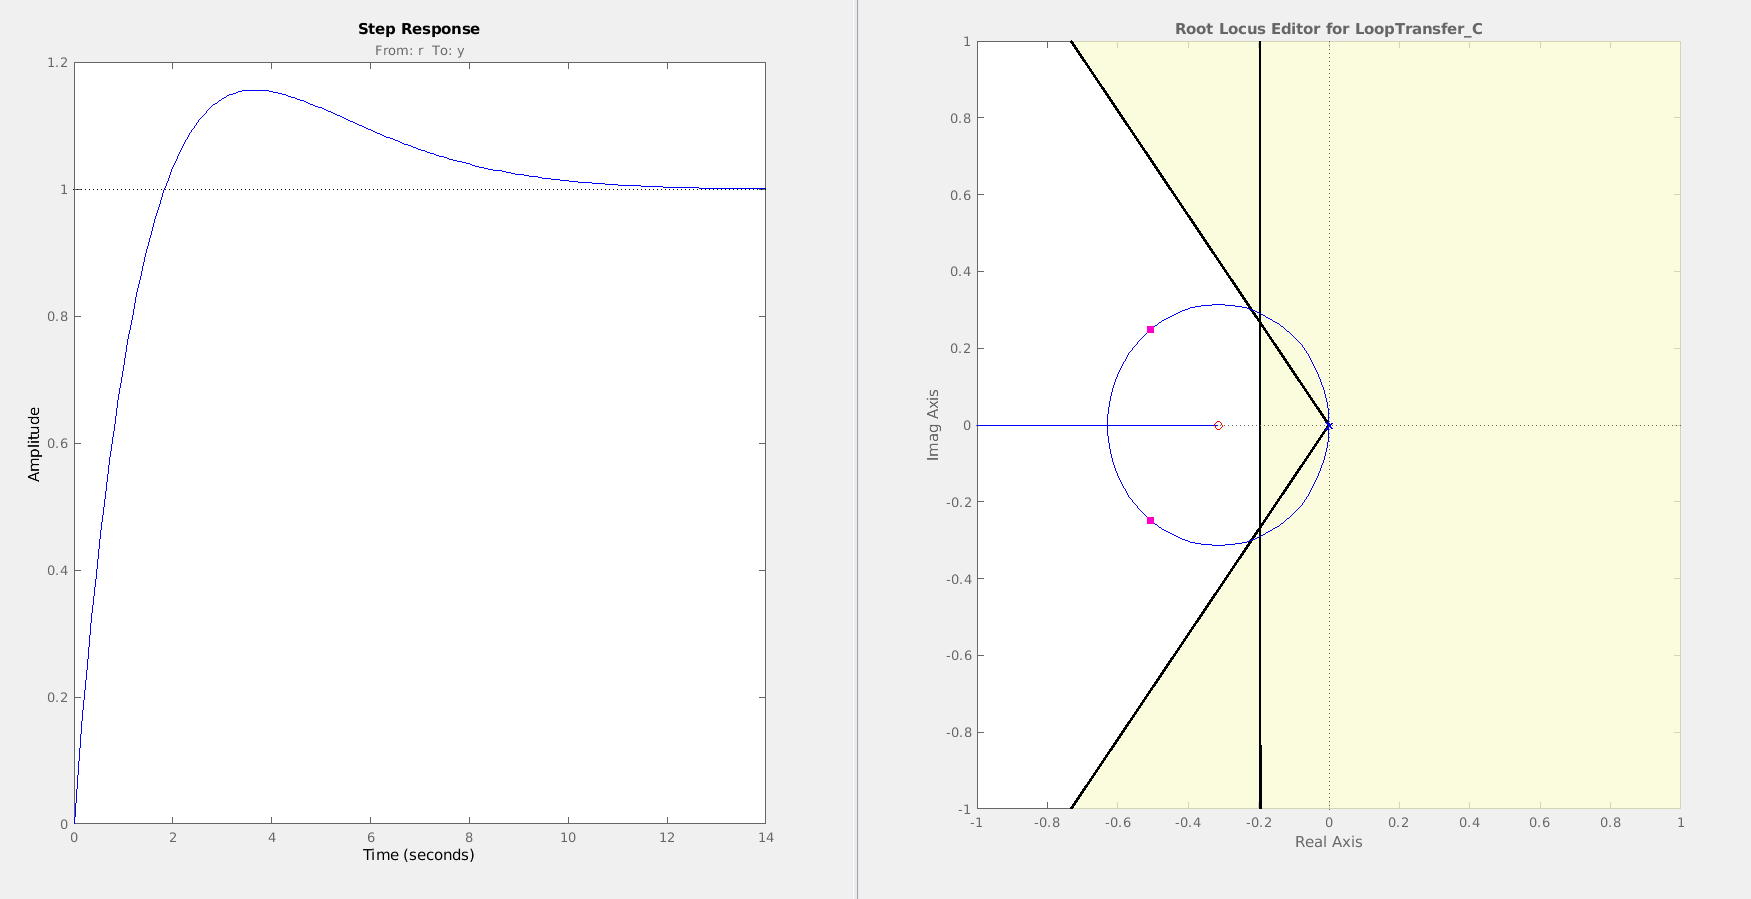 Step Response
From: r To: y
1.2
1
0.8
0.6
0.4
0.2
0
Amplitude
0 2 4 6 8 10 12 14
Time (seconds)
Root Locus Editor for LoopTransfer_C
1
0.8
0.6
0.4
0.2
0
-0.2
-0.4
-0.6
-0.8
-1
Imag Axis
-1 -0.8 -0.6 -0.4 -0.2 0 0.2 0.4 0.6 0.8 1
Real Axis